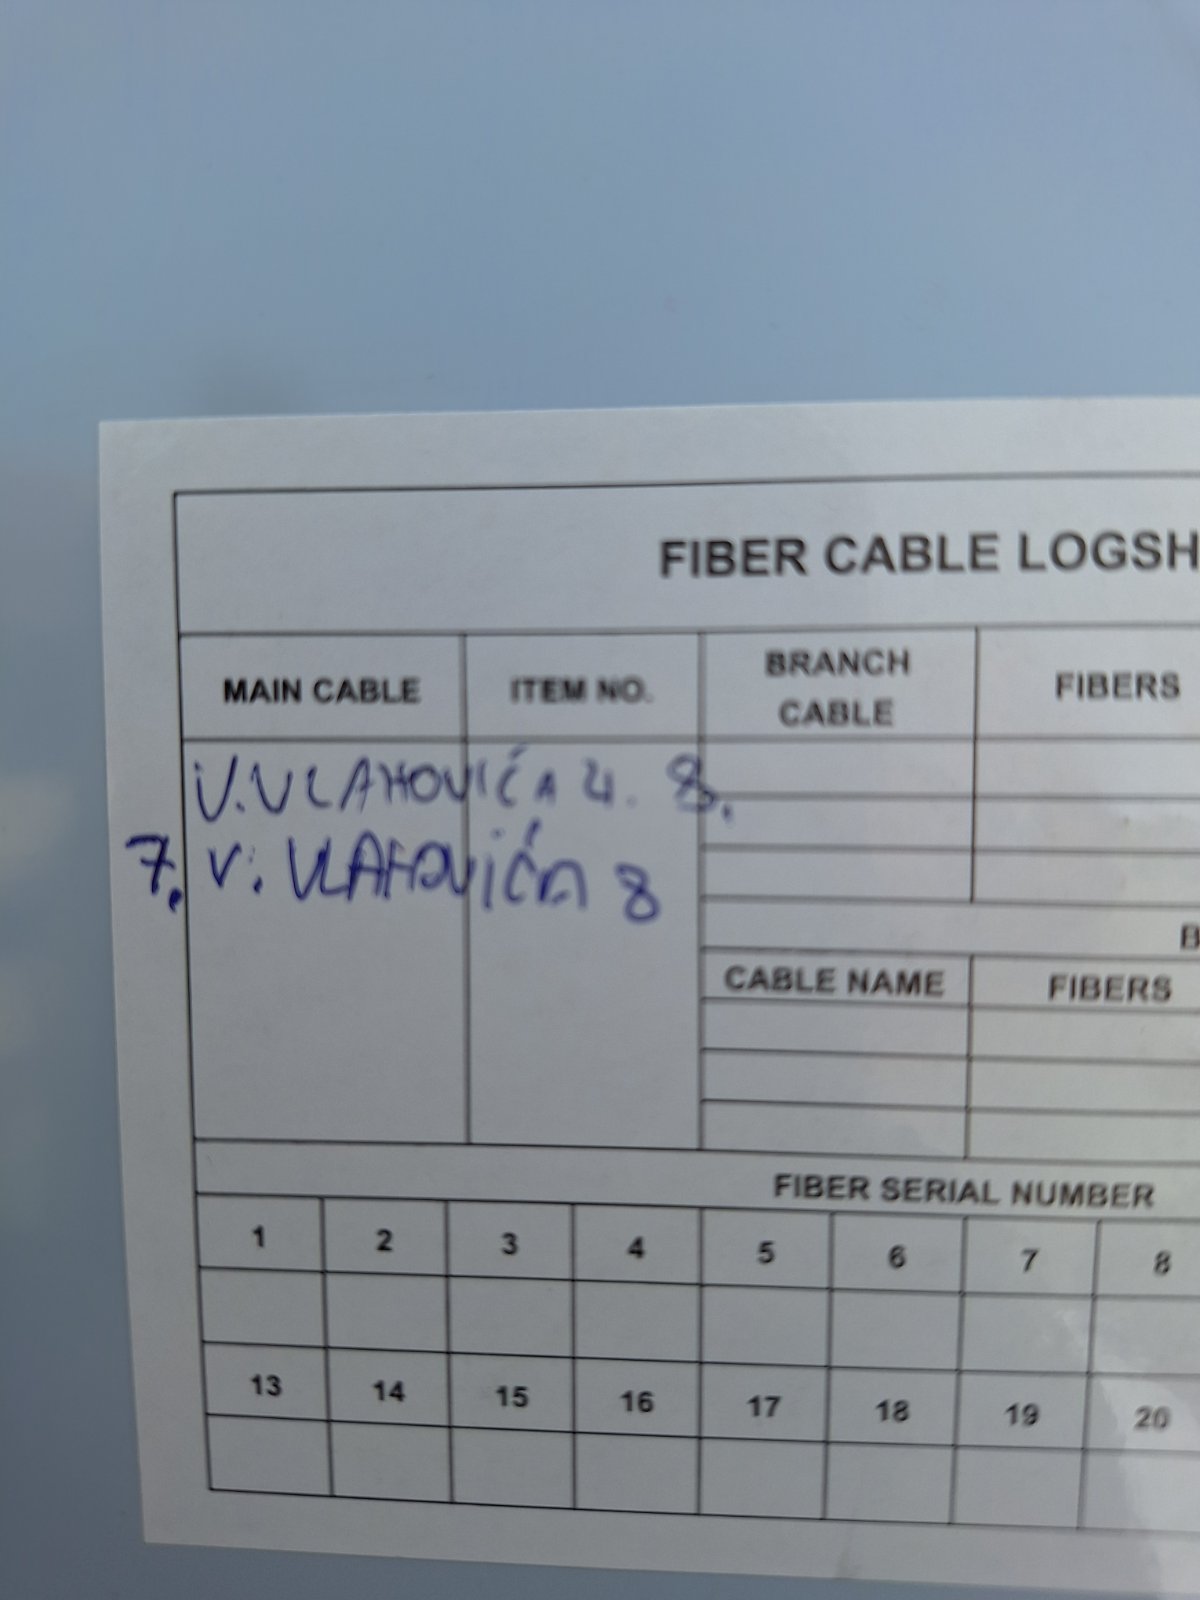 FIBER CABLE LOGSH
MAIN CABLE ITEM NO. BRANCH CABLE FIBERS
V. VLAHOVIĆA 4. 8.
7. V. VLAHOVIĆA 8
B
CABLE NAME FIBERS
FIBER SERIAL NUMBER
1 2 3 4 5 6 7 8
13 14 15 16 17 18 19 20